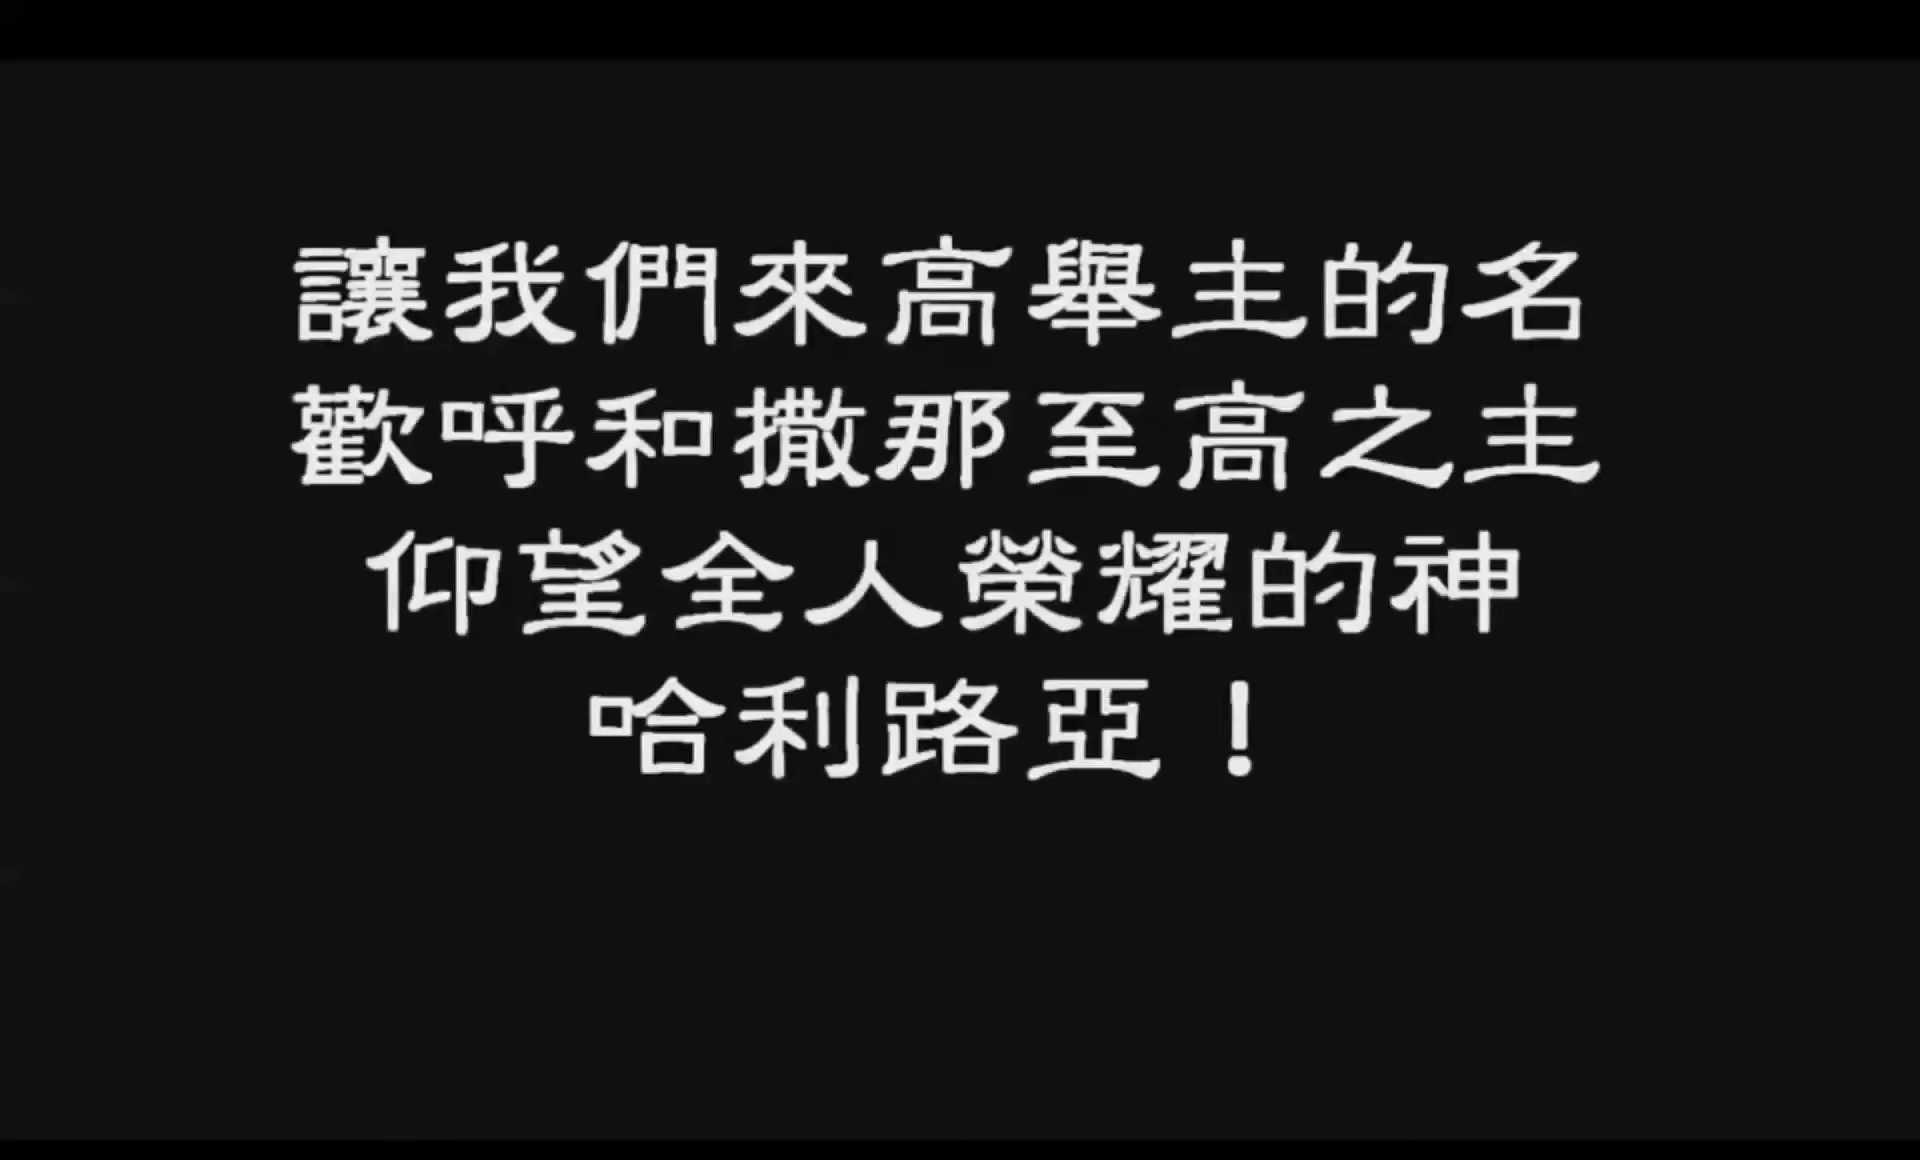 讓我們來高舉主的名
歡呼和撒那至高之主
仰望全人榮耀的神
哈利路亞！